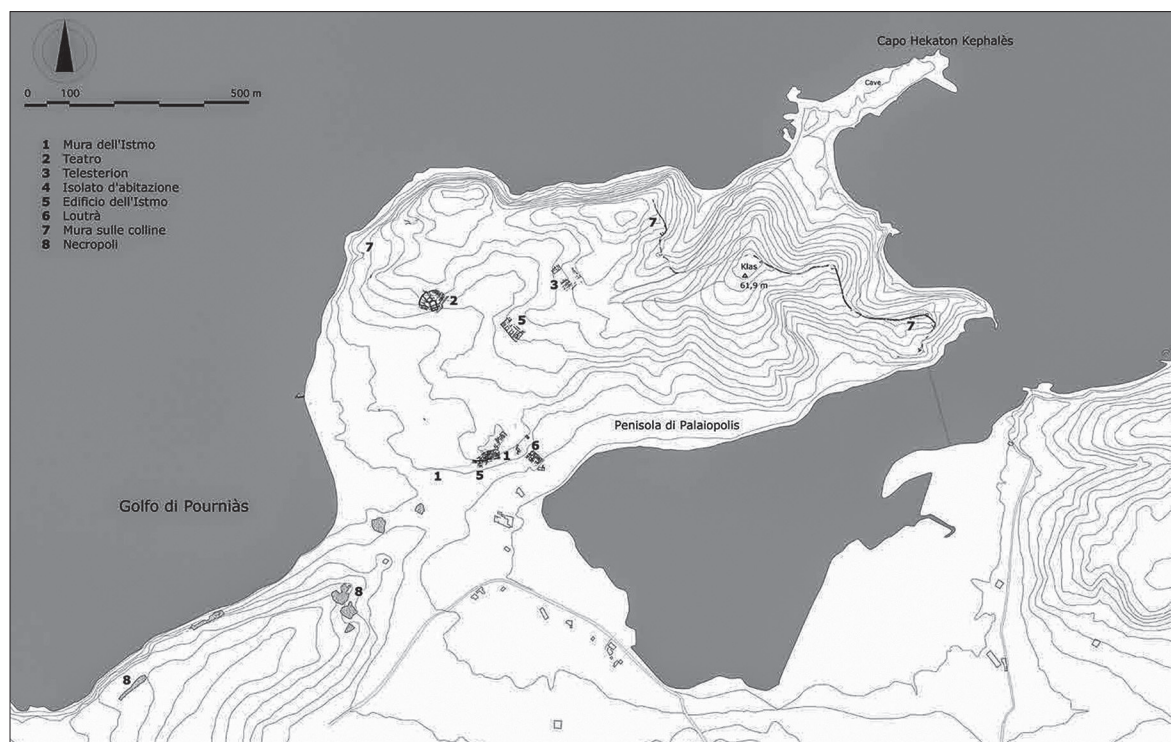 Capo Hekaton Kephalès
Cave
0 100 500 m
1 Mura dell'Istmo
2 Teatro
3 Telesterion
4 Isolato d'abitazione
5 Edificio dell'Istmo
6 Loutrà
7 Mura sulle colline
8 Necropoli
7
7
Klas
61,9 m
3
2
5
7
Penisola di Palaiopolis
6
1
1
5
Golfo di Pourniàs
8
8